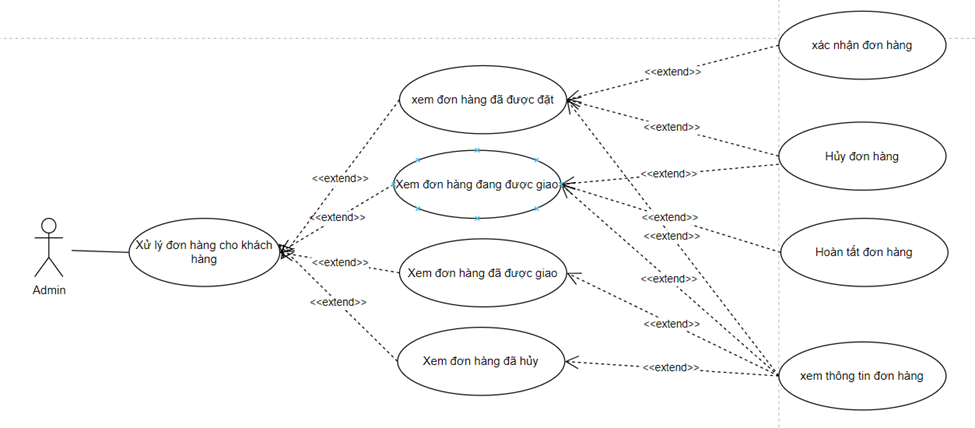 xác nhận đơn hàng
<<extend>>
xem đơn hàng đã được đặt
<<extend>>
Hủy đơn hàng
<<extend>>
<<extend>>
Xem đơn hàng đang được giao
<<extend>>
<<extend>>
<<extend>>
Xử lý đơn hàng cho khách
hàng
Hoàn tất đơn hàng
<<extend>>
Xem đơn hàng đã được giao
<<extend>>
Admin
<<extend>>
<<extend>>
Xem đơn hàng đã hủy
<<extend>>
xem thông tin đơn hàng